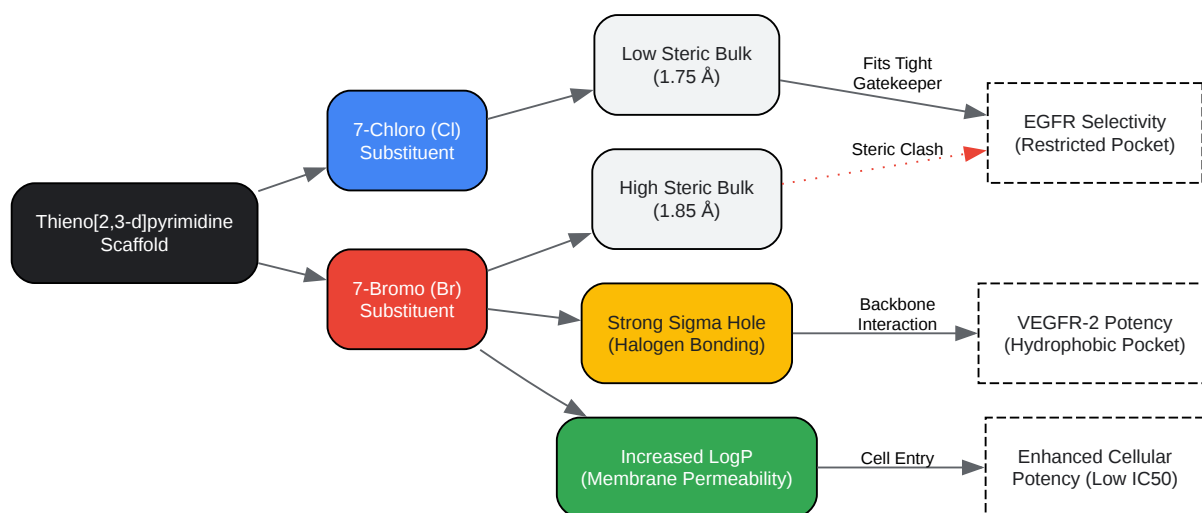 Thieno[2,3-d]pyrimidine
Scaffold
7-Chloro (Cl)
Substituent
7-Bromo (Br)
Substituent
Low Steric Bulk
(1.75 Å)
High Steric Bulk
(1.85 Å)
Strong Sigma Hole
(Halogen Bonding)
Increased LogP
(Membrane Permeability)
Fits Tight
Gatekeeper
Steric Clash
Backbone
Interaction
Cell Entry
EGFR Selectivity
(Restricted Pocket)
VEGFR-2 Potency
(Hydrophobic Pocket)
Enhanced Cellular
Potency (Low IC50)